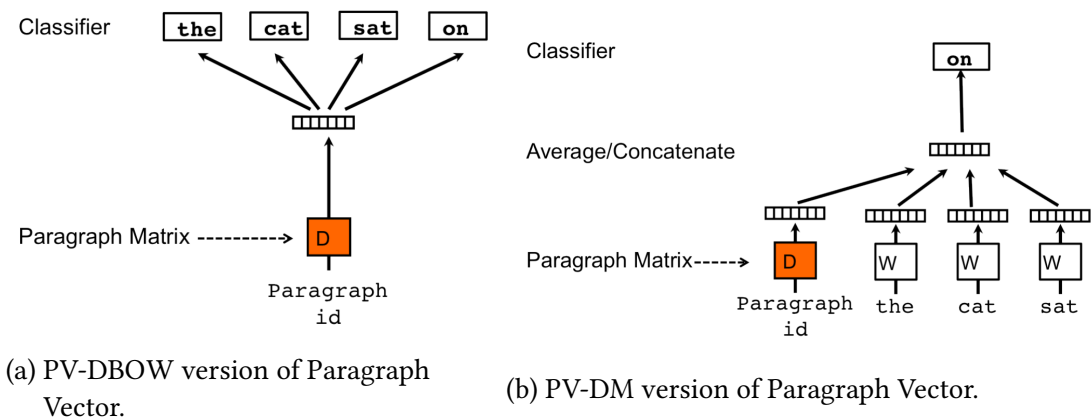 Classifier the cat sat on
Paragraph Matrix D
Paragraph
id
(a) PV-DBOW version of Paragraph
Vector.
Classifier on
Average/Concatenate
Paragraph Matrix D W W W
Paragraph the cat sat
id
(b) PV-DM version of Paragraph Vector.